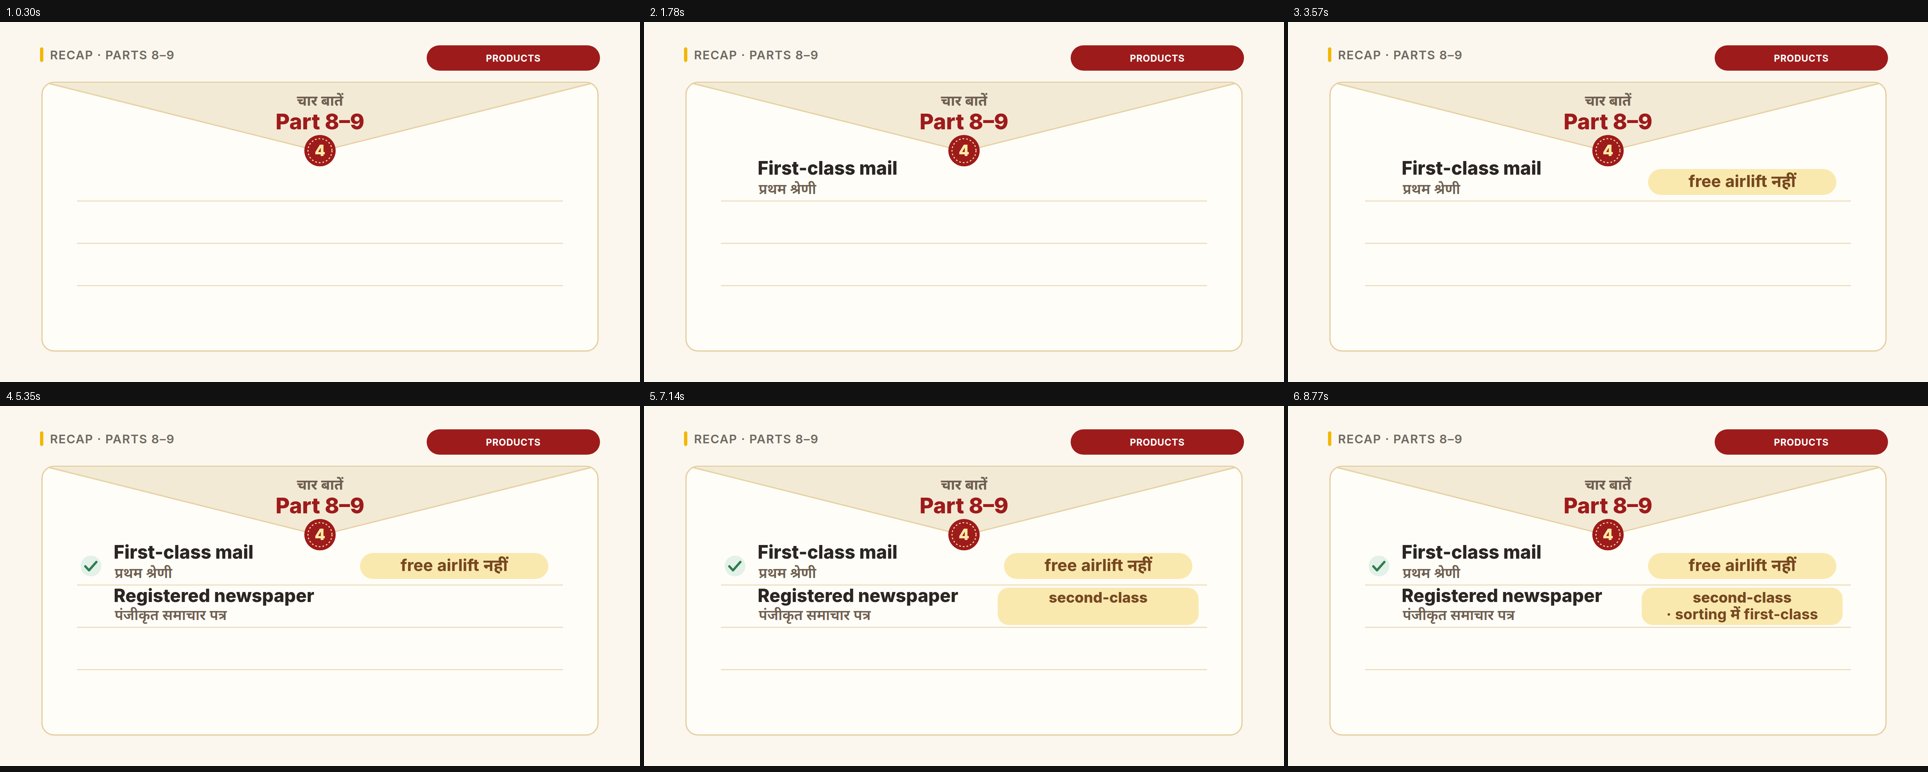 1. 0.30s
RECAP · PARTS 8–9
PRODUCTS
चार बातें
Part 8–9
4
2. 1.78s
RECAP · PARTS 8–9
PRODUCTS
चार बातें
Part 8–9
4
First-class mail
प्रथम श्रेणी
3. 3.57s
RECAP · PARTS 8–9
PRODUCTS
चार बातें
Part 8–9
4
First-class mail
प्रथम श्रेणी
free airlift नहीं
4. 5.35s
RECAP · PARTS 8–9
PRODUCTS
चार बातें
Part 8–9
4
First-class mail
प्रथम श्रेणी
free airlift नहीं
Registered newspaper
पंजीकृत समाचार पत्र
5. 7.14s
RECAP · PARTS 8–9
PRODUCTS
चार बातें
Part 8–9
4
First-class mail
प्रथम श्रेणी
free airlift नहीं
Registered newspaper
पंजीकृत समाचार पत्र
second-class
6. 8.77s
RECAP · PARTS 8–9
PRODUCTS
चार बातें
Part 8–9
4
First-class mail
प्रथम श्रेणी
free airlift नहीं
Registered newspaper
पंजीकृत समाचार पत्र
second-class
· sorting में first-class